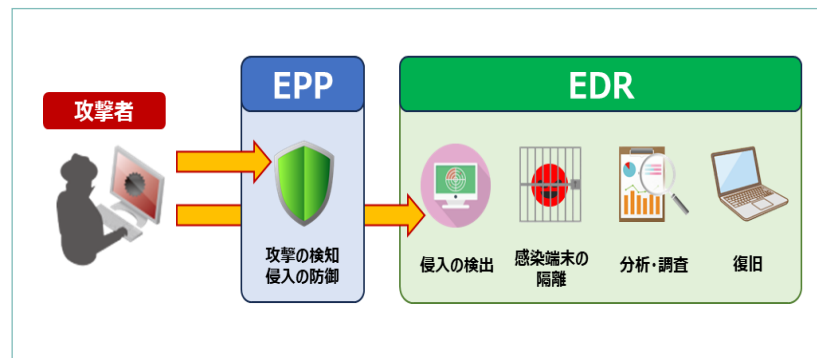 攻撃者
EPP
攻撃の検知
侵入の防御
EDR
侵入の検出
感染端末の
隔離
分析・調査
復旧